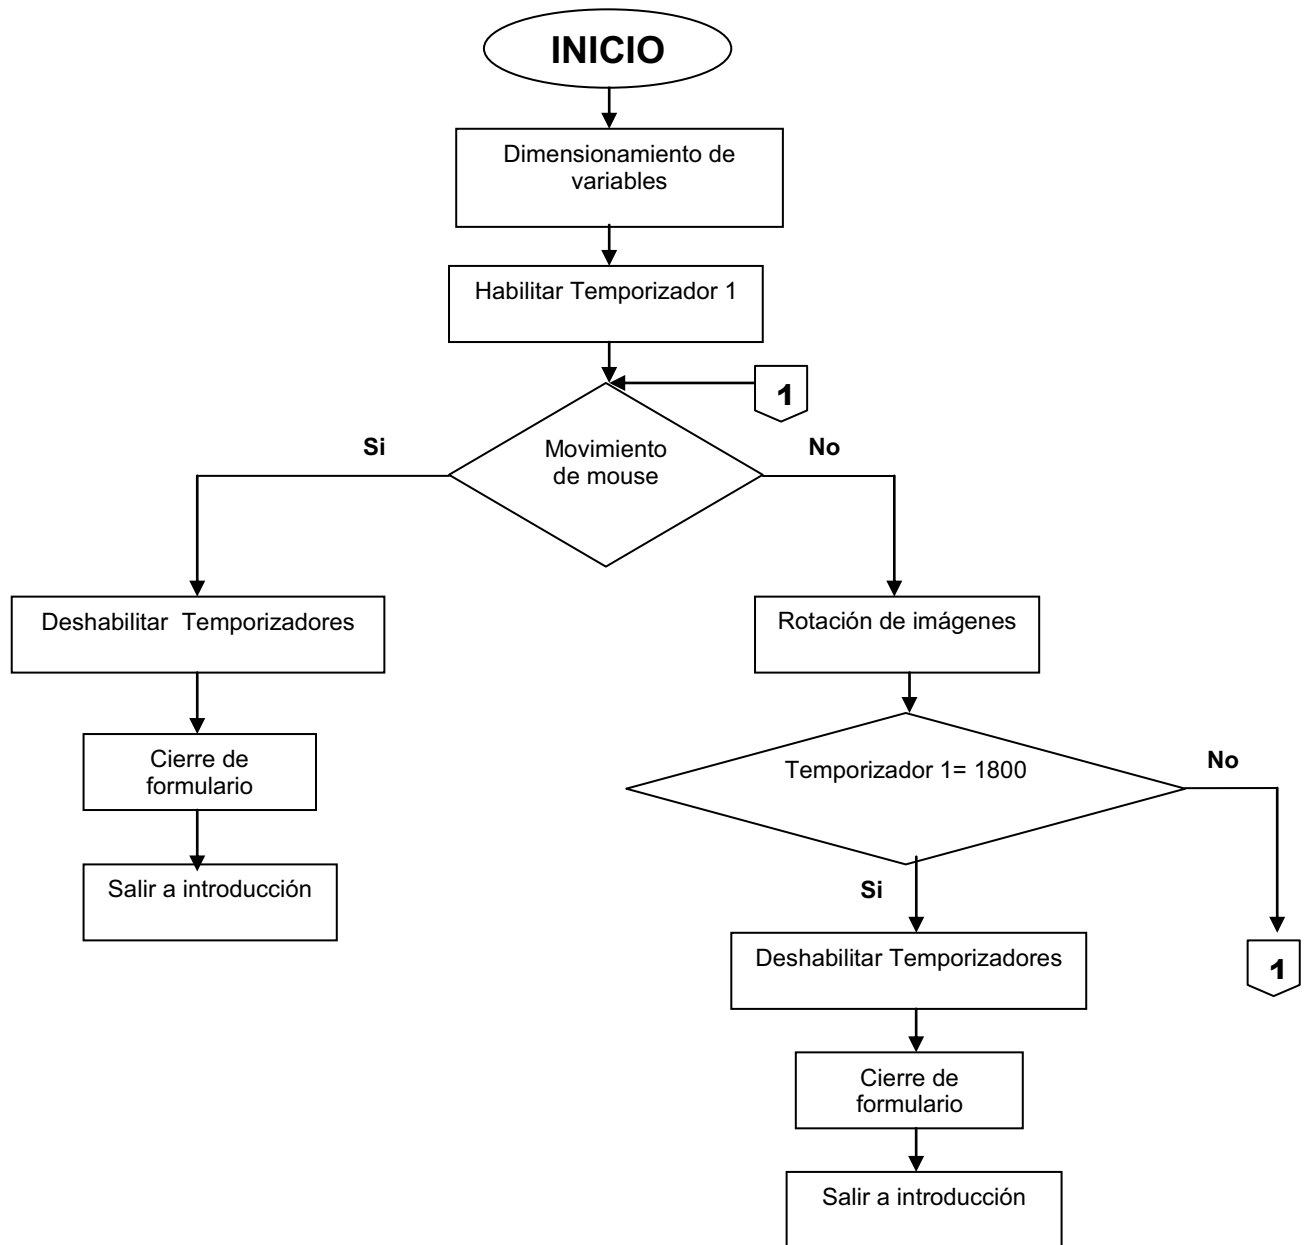 INICIO
Dimensionamiento de
variables
Habilitar Temporizador 1
1
Si
No
Movimiento
de mouse
Deshabilitar Temporizadores
Rotación de imágenes
Cierre de
formulario
Temporizador 1= 1800
No
Salir a introducción
Si
Deshabilitar Temporizadores
1
Cierre de
formulario
Salir a introducción